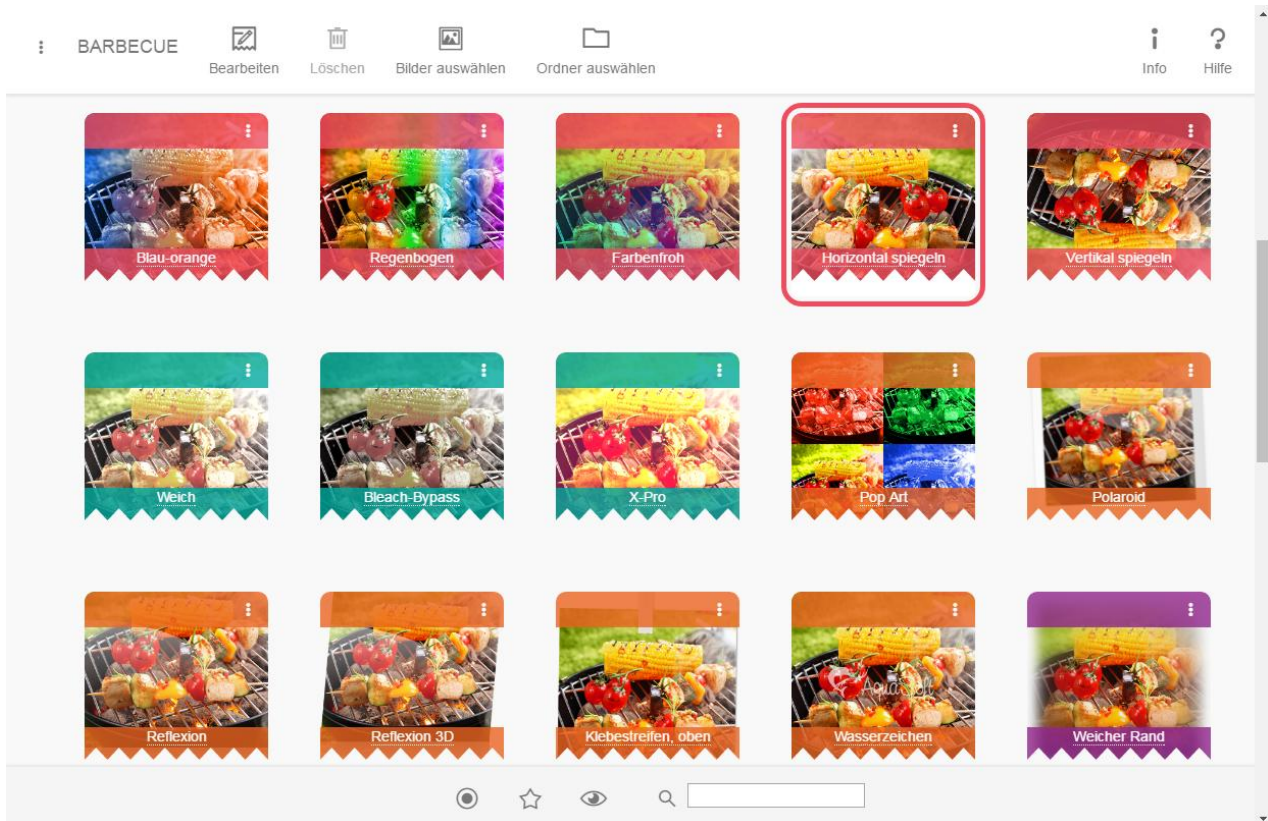 BARBECUE
Bearbeiten
Löschen
Bilder auswählen
Ordner auswählen
Info
Hilfe
Blau-orange
Regenbogen
Farbenfroh
Horizontal spiegeln
Vertikal spiegeln
Weich
Bleach-Bypass
X-Pro
Pop Art
Polaroid
Reflexion
Reflexion 3D
Klebestreifen, oben
AquaSoft
Wasserzeichen
Weicher Rand